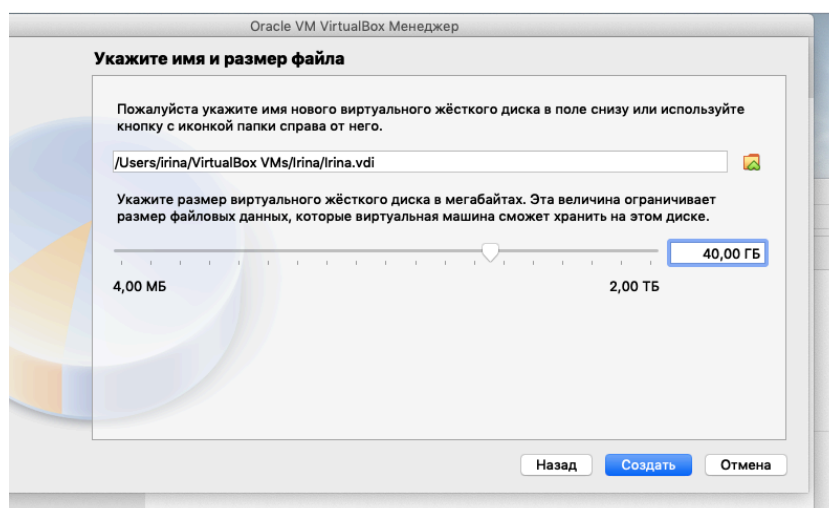 Oracle VM VirtualBox Менеджер
Укажите имя и размер файла
Пожалуйста укажите имя нового виртуального жёсткого диска в поле снизу или используйте
кнопку с иконкой папки справа от него.
/Users/irina/VirtualBox VMs/Irina/Irina.vdi
Укажите размер виртуального жёсткого диска в мегабайтах. Эта величина ограничивает
размер файловых данных, которые виртуальная машина сможет хранить на этом диске.
40,00 ГБ
4,00 МБ 2,00 ТБ
Назад Создать Отмена